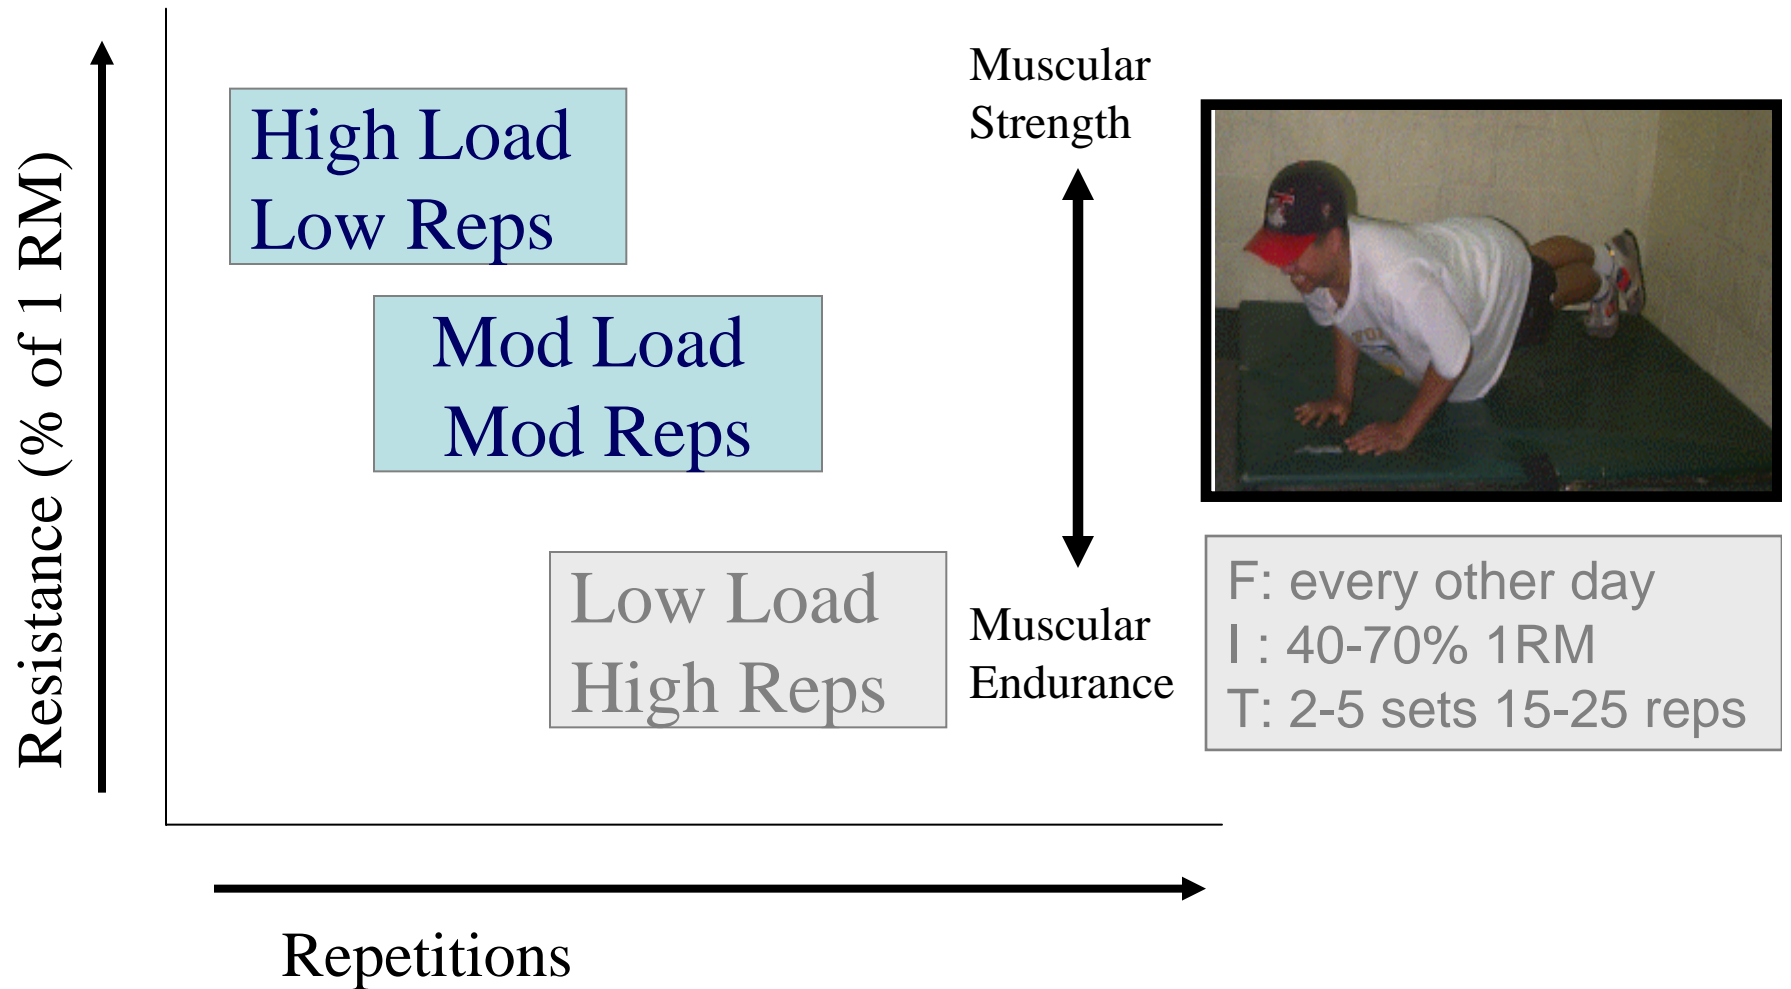 Resistance (% of 1 RM)
High Load
Low Reps
Mod Load
Mod Reps
Low Load
High Reps
Muscular
Strength
Muscular
Endurance
F: every other day
I : 40-70% 1RM
T: 2-5 sets 15-25 reps
Repetitions